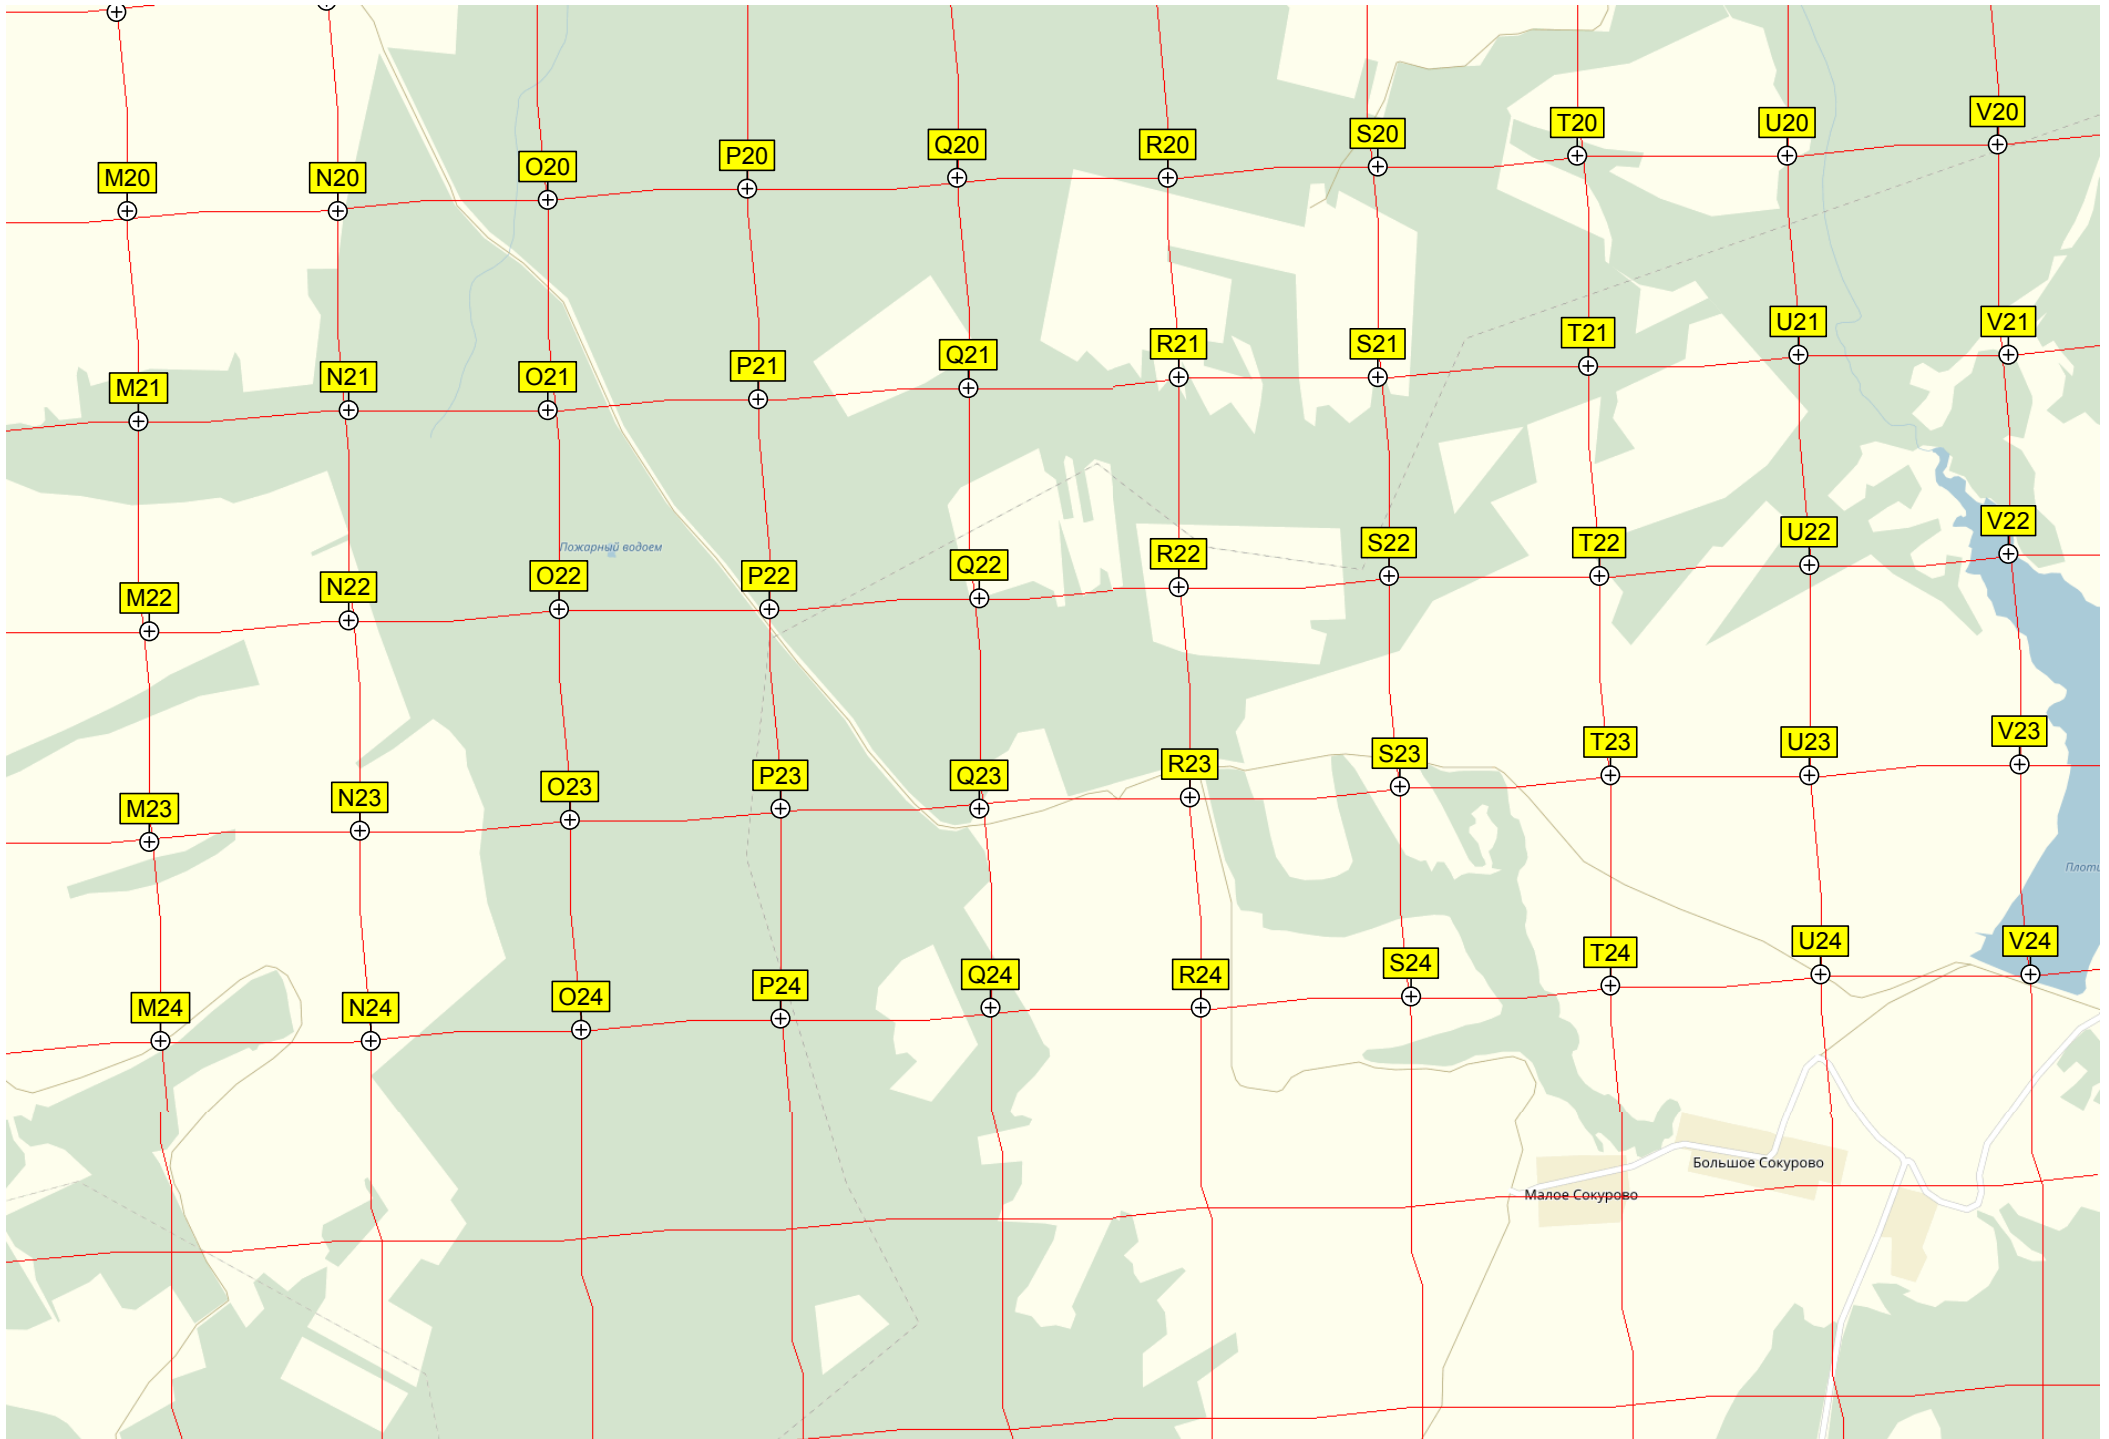 M20 N20 O20 P20 Q20 R20 S20 T20 U20 V20
M21 N21 O21 P21 Q21 R21 S21 T21 U21 V21
Пожарный водоем
M22 N22 O22 P22 Q22 R22 S22 T22 U22 V22
M23 N23 O23 P23 Q23 R23 S23 T23 U23 V23
M24 N24 O24 P24 Q24 R24 S24 T24 U24 V24
Большое Сокурово
Малое Сокурово